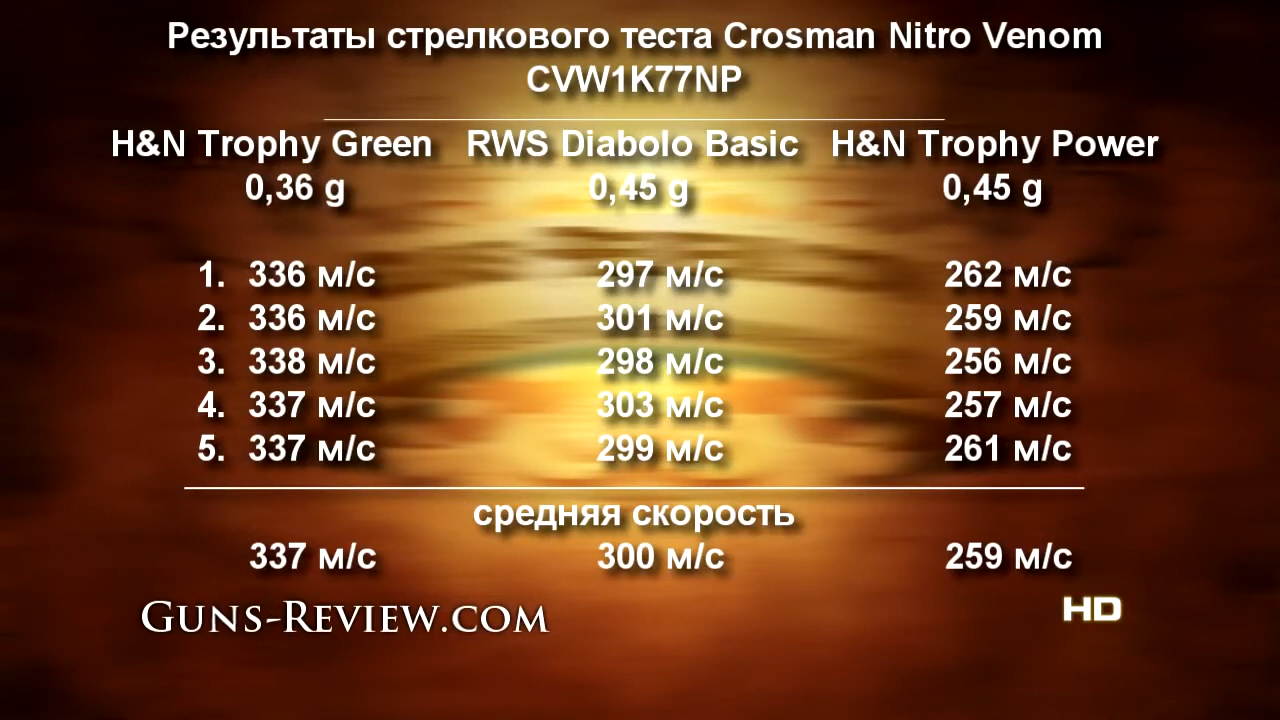 Результаты стрелкового теста Crosman Nitro Venom
CVW1K77NP
H&N Trophy Green RWS Diabolo Basic H&N Trophy Power
0,36 g 0,45 g 0,45 g
1. 336 м/с 297 м/с 262 м/с
2. 336 м/с 301 м/с 259 м/с
3. 338 м/с 298 м/с 256 м/с
4. 337 м/с 303 м/с 257 м/с
5. 337 м/с 299 м/с 261 м/с
средняя скорость
337 м/с 300 м/с 259 м/с
Guns-Review.com HD